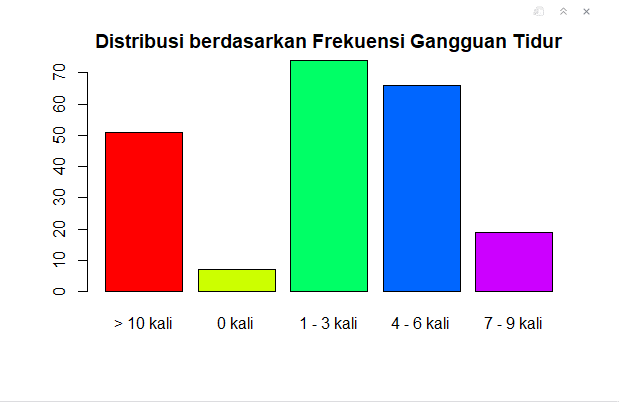 Distribusi berdasarkan Frekuensi Gangguan Tidur
70
60
50
40
30
20
10
0
> 10 kali
0 kali
1 - 3 kali
4 - 6 kali
7 - 9 kali